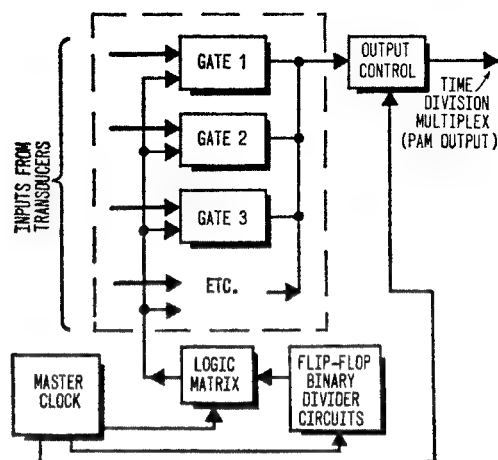 GATE 1
GATE 2
GATE 3
ETC.
INPUTS FROM
TRANSDUCERS
OUTPUT
CONTROL
TIME
DIVISION
MULTIPLEX
(PAM OUTPUT)
MASTER
CLOCK
LOGIC
MATRIX
FLIP-FLOP
BINARY
DIVIDER
CIRCUITS